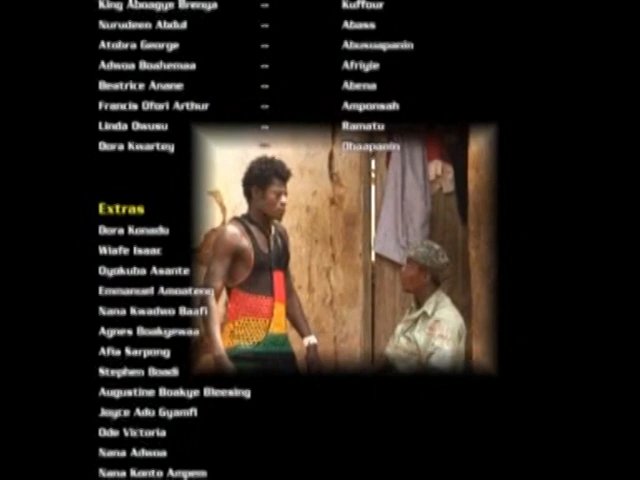 King Aboagye Brenya - Kuffour
Nurudeen Abdul - Abass
Atobra George - Abusuapanin
Adwoa Boahemaa - Afriyie
Beatrice Anane - Abena
Francis Ofori Arthur - Amponsah
Linda Owusu - Ramatu
Dora Kwartey - Obaapanin
Extras
Dora Konadu
Wiafe Isaac
Oyokuba Asante
Emmanuel Amoateng
Nana Kwadwo Baafi
Agnes Boakyewaa
Afia Sarpong
Stephen Boadi
Augustine Boakye Blessing
Joyce Adu Gyamfi
Ode Victoria
Nana Adwoa
Nana Konto Ampem